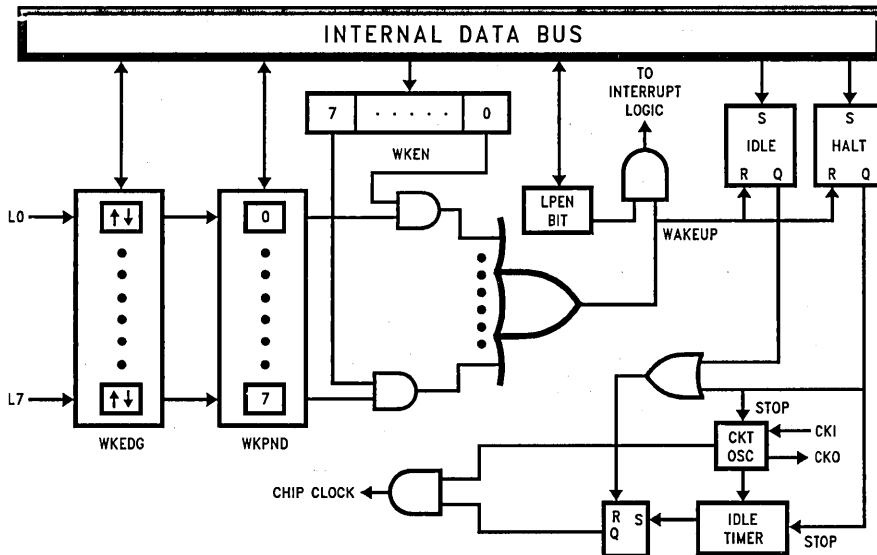 INTERNAL DATA BUS
TO
INTERRUPT
LOGIC
7 · · · · · 0
WKEN
S
IDLE
R Q
S
HALT
R Q
L0
↑↓
0
LPEN
BIT
WAKEUP
L7
↑↓
7
WKEDG
WKPND
STOP
CKT
OSC
CKI
CKO
CHIP CLOCK
R S
Q
IDLE
TIMER
STOP